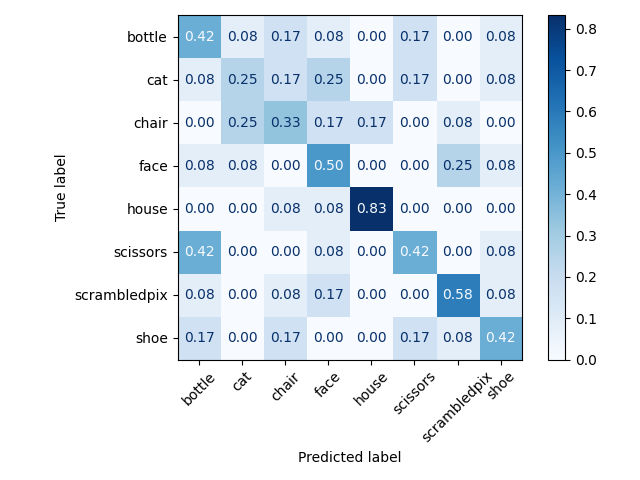 bottle 0.42 0.08 0.17 0.08 0.00 0.17 0.00 0.08
cat 0.08 0.25 0.17 0.25 0.00 0.17 0.00 0.08
chair 0.00 0.25 0.33 0.17 0.17 0.00 0.08 0.00
face 0.08 0.08 0.00 0.50 0.00 0.00 0.25 0.08
house 0.00 0.00 0.08 0.08 0.83 0.00 0.00 0.00
scissors 0.42 0.00 0.00 0.08 0.00 0.42 0.00 0.08
scrambledpix 0.08 0.00 0.08 0.17 0.00 0.00 0.58 0.08
shoe 0.17 0.00 0.17 0.00 0.00 0.17 0.08 0.42
True label
bottle cat chair face house scissors scrambledpix shoe
Predicted label
0.8
0.7
0.6
0.5
0.4
0.3
0.2
0.1
0.0